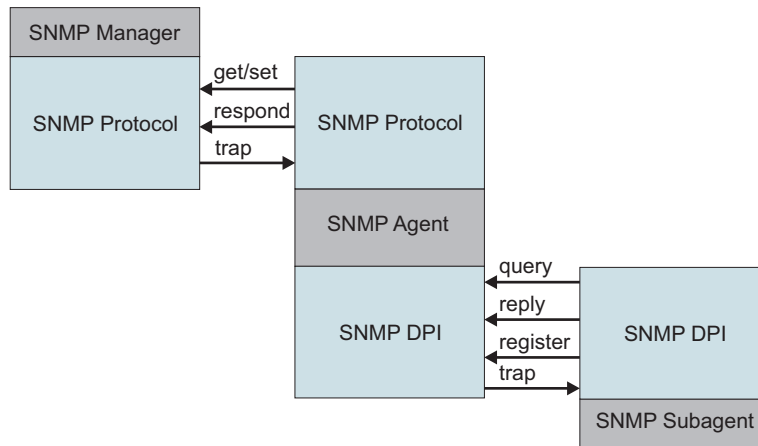 SNMP Manager
SNMP Protocol
get/set
respond
trap
SNMP Protocol
SNMP Agent
SNMP DPI
query
reply
register
trap
SNMP DPI
SNMP Subagent